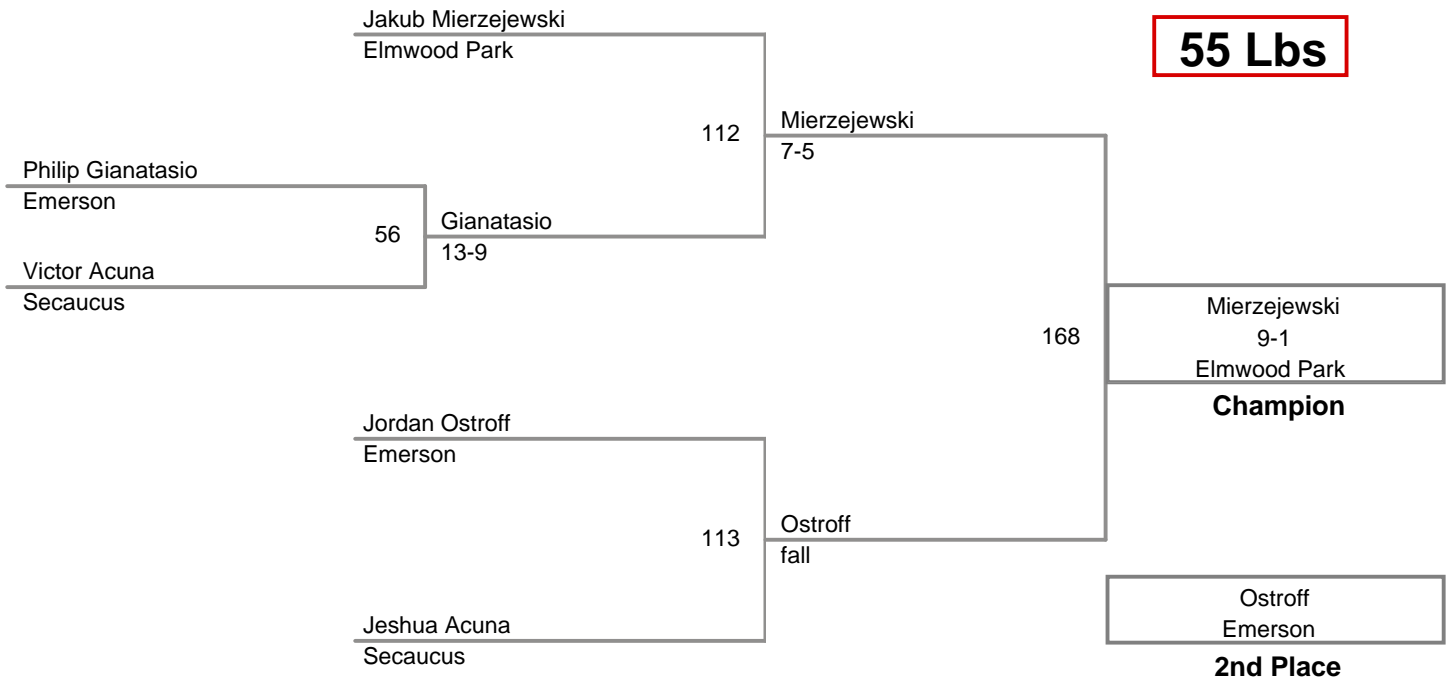 Jakub Mierzejewski
Elmwood Park
55 Lbs
112
Mierzejewski
7-5
Philip Gianatasio
Emerson
56
Gianatasio
13-9
Victor Acuna
Secaucus
168
Mierzejewski
9-1
Elmwood Park
Champion
Jordan Ostroff
Emerson
113
Ostroff
fall
Jeshua Acuna
Secaucus
Ostroff
Emerson
2nd Place